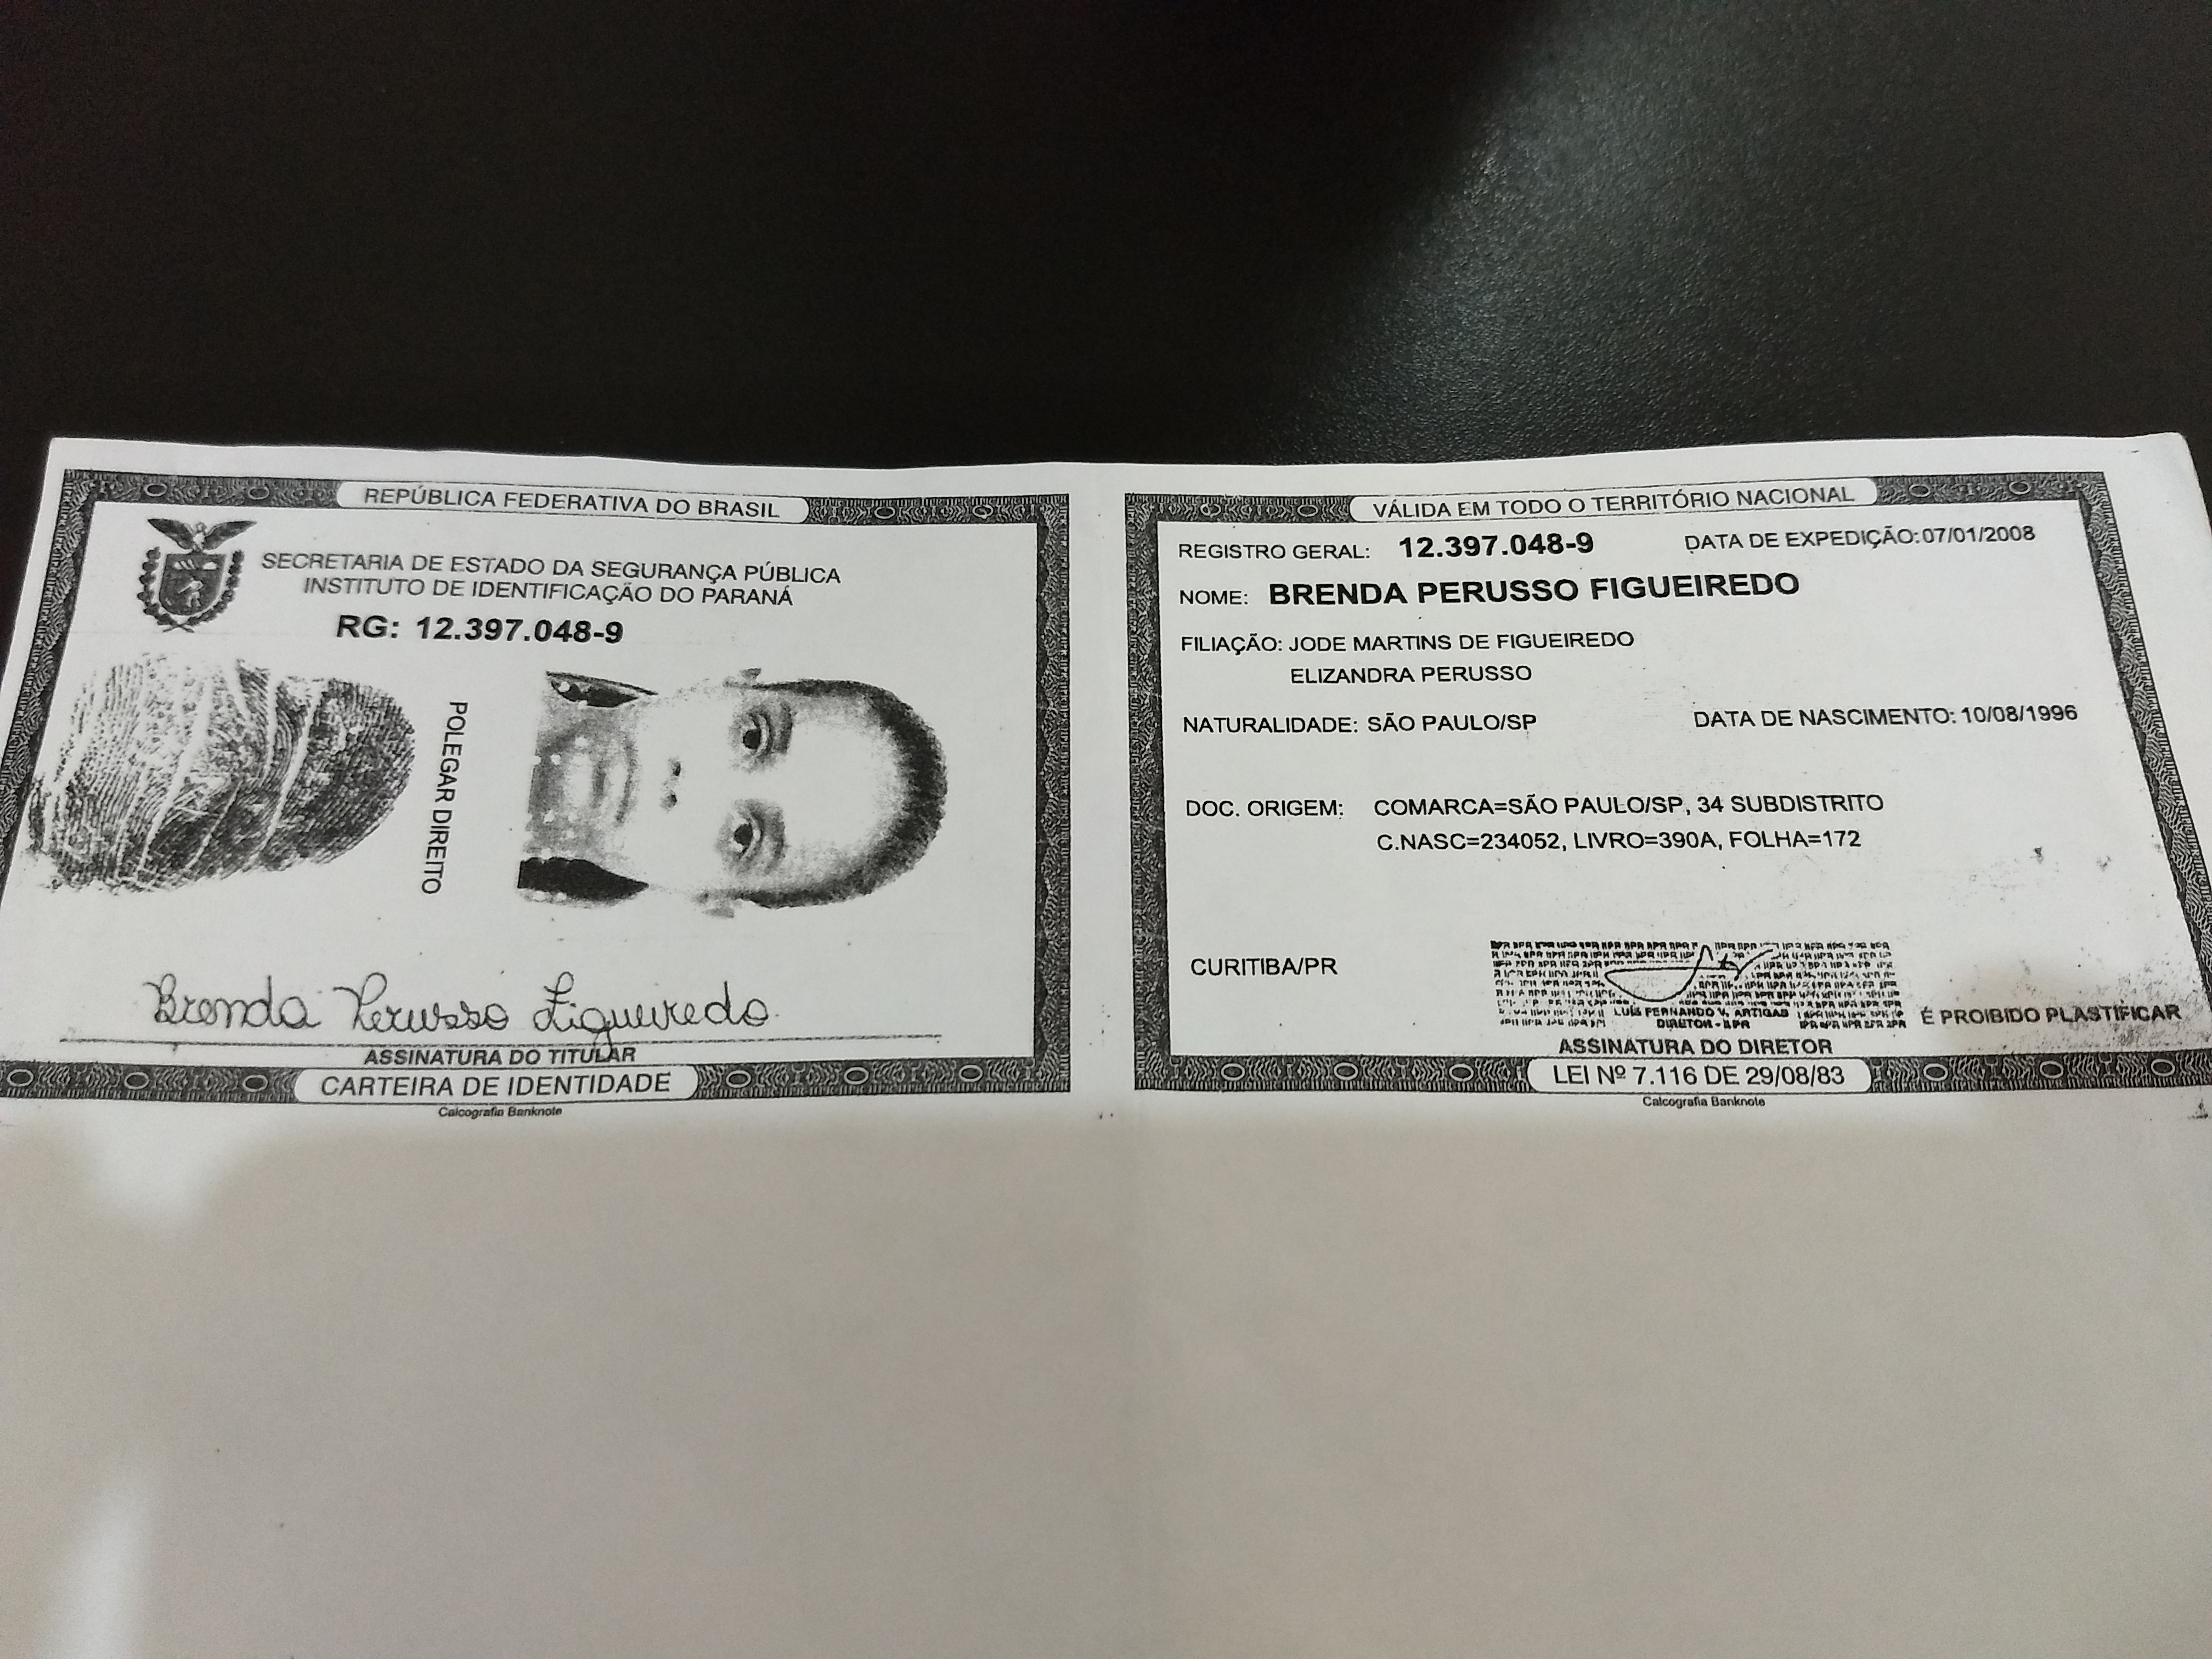 REPÚBLICA FEDERATIVA DO BRASIL
SECRETARIA DE ESTADO DA SEGURANÇA PÚBLICA
INSTITUTO DE IDENTIFICAÇÃO DO PARANÁ
RG: 12.397.048-9
POLEGAR DIREITO
Brenda Perusso Figueiredo
ASSINATURA DO TITULAR
CARTEIRA DE IDENTIDADE
Calcografia Banknote
VÁLIDA EM TODO O TERRITÓRIO NACIONAL
REGISTRO GERAL: 12.397.048-9 DATA DE EXPEDIÇÃO: 07/01/2008
NOME: BRENDA PERUSSO FIGUEIREDO
FILIAÇÃO: JODE MARTINS DE FIGUEIREDO
ELIZANDRA PERUSSO
NATURALIDADE: SÃO PAULO/SP DATA DE NASCIMENTO: 10/08/1996
DOC. ORIGEM: COMARCA=SÃO PAULO/SP, 34 SUBDISTRITO
C.NASC=234052, LIVRO=390A, FOLHA=172
CURITIBA/PR
LUIS FERNANDO V. ARTIGAS
DIRETOR - IIPR
É PROIBIDO PLASTIFICAR
ASSINATURA DO DIRETOR
LEI Nº 7.116 DE 29/08/83
Calcografia Banknote